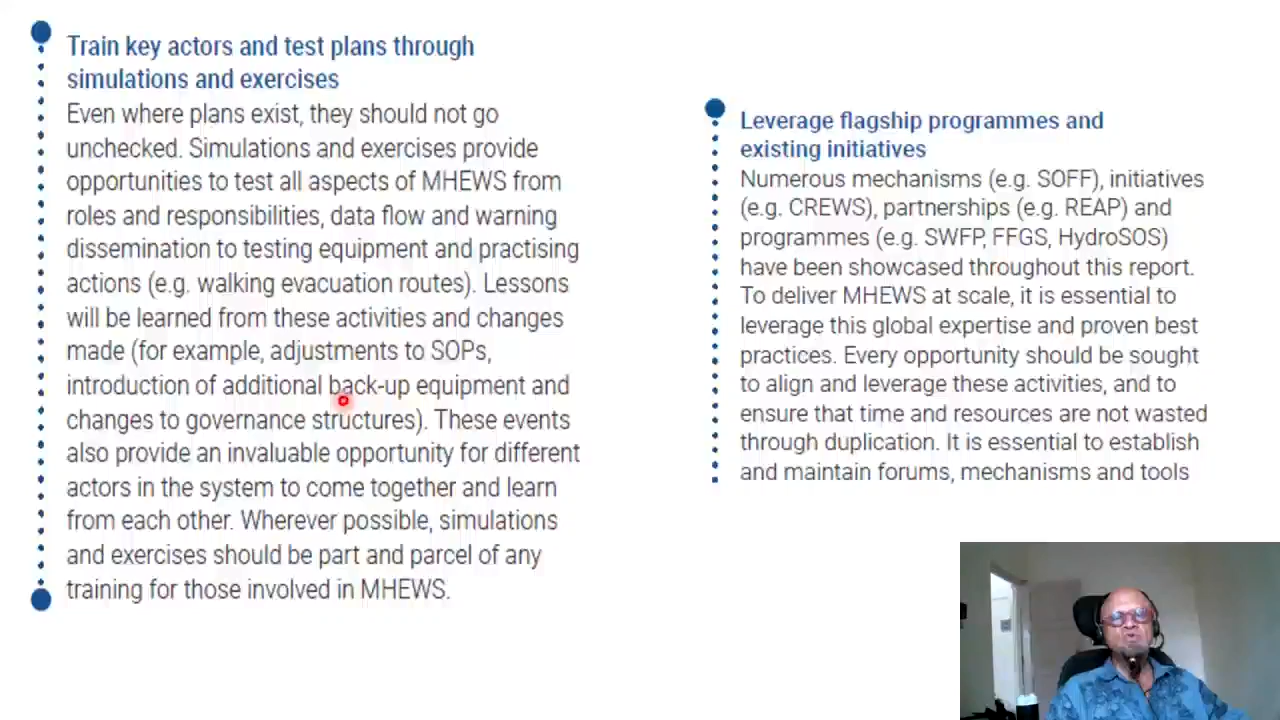 Train key actors and test plans through
simulations and exercises
Even where plans exist, they should not go
unchecked. Simulations and exercises provide
opportunities to test all aspects of MHEWS from
roles and responsibilities, data flow and warning
dissemination to testing equipment and practising
actions (e.g. walking evacuation routes). Lessons
will be learned from these activities and changes
made (for example, adjustments to SOPs,
introduction of additional back-up equipment and
changes to governance structures). These events
also provide an invaluable opportunity for different
actors in the system to come together and learn
from each other. Wherever possible, simulations
and exercises should be part and parcel of any
training for those involved in MHEWS.
Leverage flagship programmes and
existing initiatives
Numerous mechanisms (e.g. SOFF), initiatives
(e.g. CREWS), partnerships (e.g. REAP) and
programmes (e.g. SWFP, FFGS, HydroSOS)
have been showcased throughout this report.
To deliver MHEWS at scale, it is essential to
leverage this global expertise and proven best
practices. Every opportunity should be sought
to align and leverage these activities, and to
ensure that time and resources are not wasted
through duplication. It is essential to establish
and maintain forums, mechanisms and tools